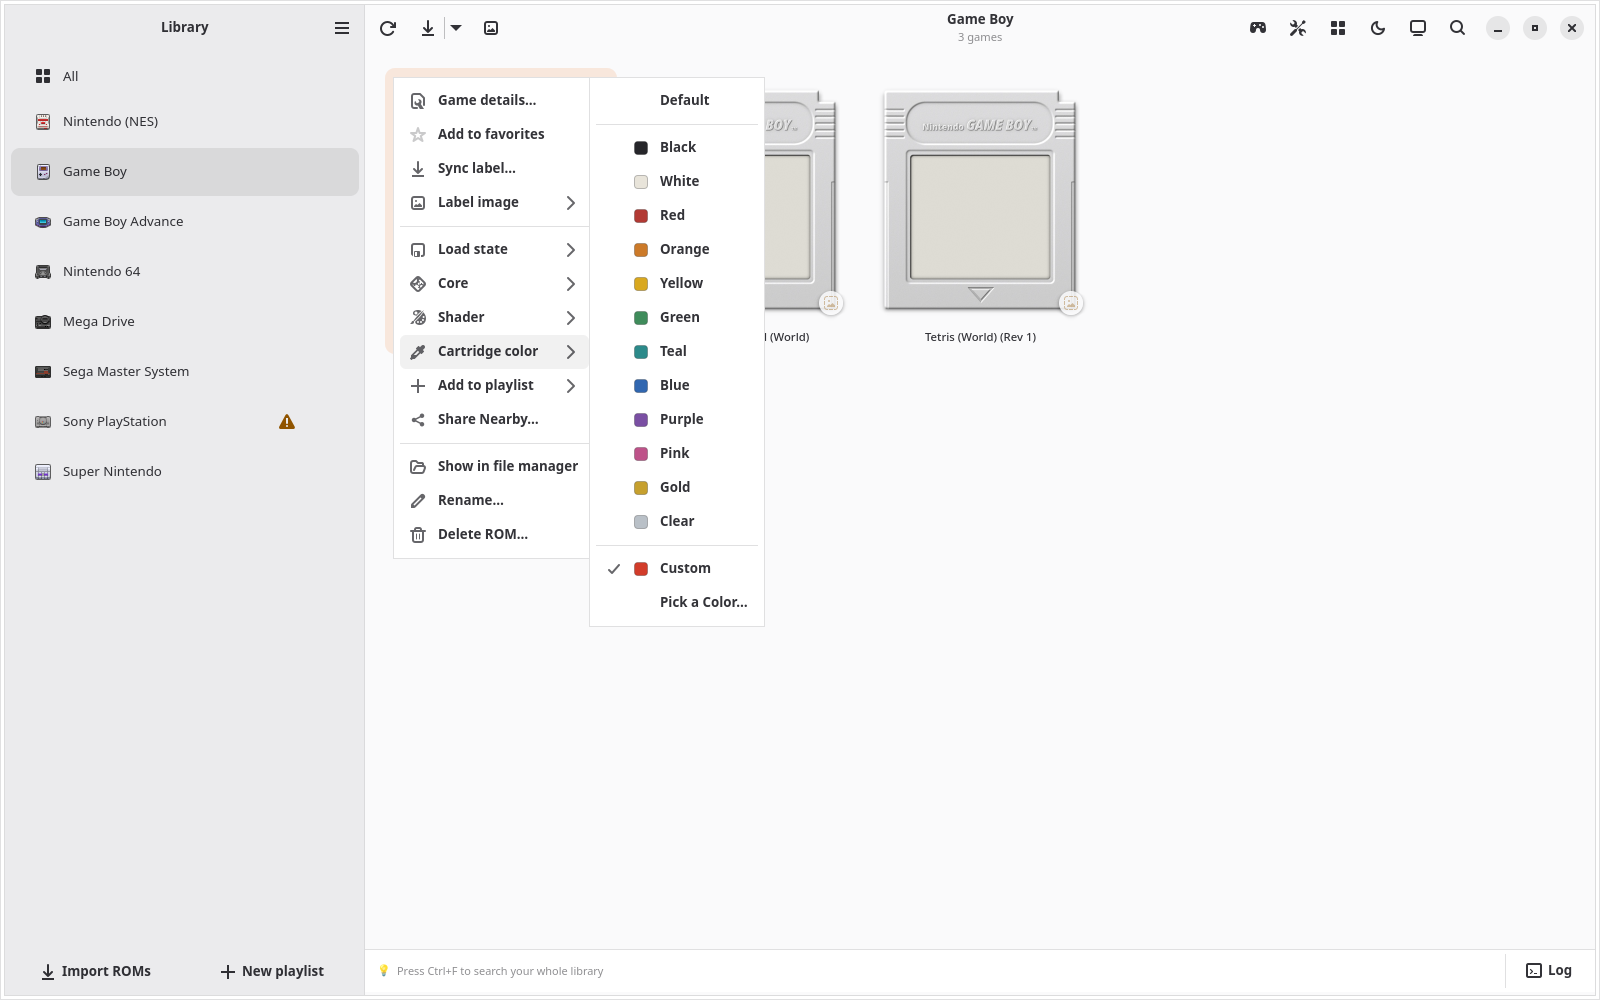 Library
Game Boy
3 games
All
Nintendo (NES)
Game Boy
Game Boy Advance
Nintendo 64
Mega Drive
Sega Master System
Sony PlayStation
Super Nintendo
Game details...
Add to favorites
Sync label...
Label image
Load state
Core
Shader
Cartridge color
Add to playlist
Share Nearby...
Show in file manager
Rename...
Delete ROM...
Default
Black
White
Red
Orange
Yellow
Green
Teal
Blue
Purple
Pink
Gold
Clear
Custom
Pick a Color...
BOY
(World)
Nintendo GAME BOY
Tetris (World) (Rev 1)
Import ROMs
New playlist
Press Ctrl+F to search your whole library
Log